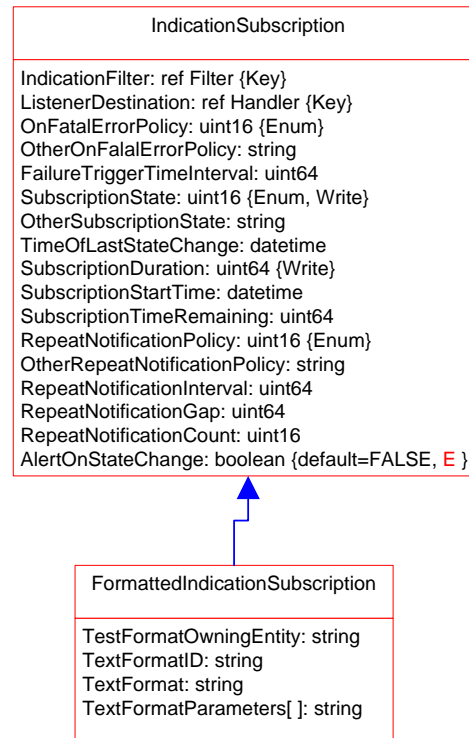 IndicationSubscription
IndicationFilter: ref Filter {Key}
ListenerDestination: ref Handler {Key}
OnFatalErrorPolicy: uint16 {Enum}
OtherOnFalalErrorPolicy: string
FailureTriggerTimeInterval: uint64
SubscriptionState: uint16 {Enum, Write}
OtherSubscriptionState: string
TimeOfLastStateChange: datetime
SubscriptionDuration: uint64 {Write}
SubscriptionStartTime: datetime
SubscriptionTimeRemaining: uint64
RepeatNotificationPolicy: uint16 {Enum}
OtherRepeatNotificationPolicy: string
RepeatNotificationInterval: uint64
RepeatNotificationGap: uint64
RepeatNotificationCount: uint16
AlertOnStateChange: boolean {default=FALSE, E }
FormattedIndicationSubscription
TestFormatOwningEntity: string
TextFormatID: string
TextFormat: string
TextFormatParameters[ ]: string